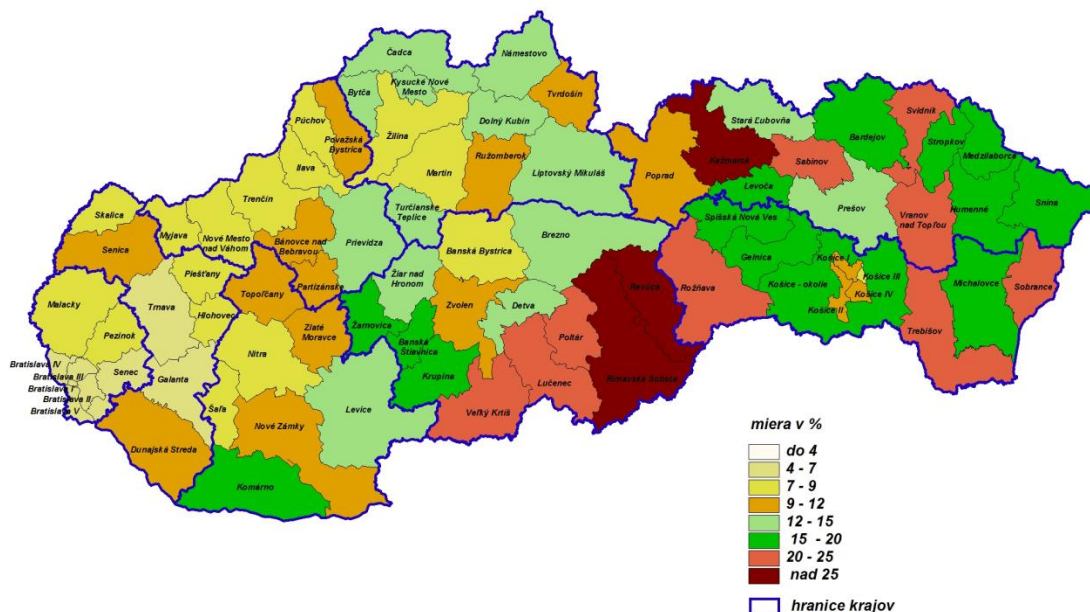 Čadca
Námestovo
Kysucké Nové
Mesto
Bytča
Tvrdošín
Púchov
Považská
Bystrica
Žilina
Dolný Kubín
Ilava
Martin
Ružomberok
Liptovský Mikuláš
Poprad
Kežmarok
Stará Ľubovňa
Sabinov
Bardejov
Svidník
Stropkov
Medzilaborce
Levoča
Prešov
Vranov
nad Topľou
Humenné
Snina
Skalica
Senica
Myjava
Nové Mesto
nad Váhom
Trenčín
Bánovce nad
Bebravou
Prievidza
Turčianske
Teplice
Banská Bystrica
Brezno
Spišská Nová Ves
Gelnica
Košice - okolie
Košice I
Košice III
Košice IV
Košice II
Michalovce
Sobrance
Trebišov
Rožňava
Malacky
Pezinok
Trnava
Piešťany
Hlohovec
Topoľčany
Partizánske
Žiar nad
Hronom
Žarnovica
Zvolen
Detva
Banská
Štiavnica
Krupina
Poltár
Revúca
Rimavská Sobota
Lučenec
Veľký Krtíš
Zlaté
Moravce
Nitra
Levice
Bratislava IV
Bratislava III
Bratislava I
Bratislava II
Bratislava V
Senec
Galanta
Šaľa
Nové Zámky
Dunajská Streda
Komárno
miera v %
do 4
4 - 7
7 - 9
9 - 12
12 - 15
15 - 20
20 - 25
nad 25
hranice krajov